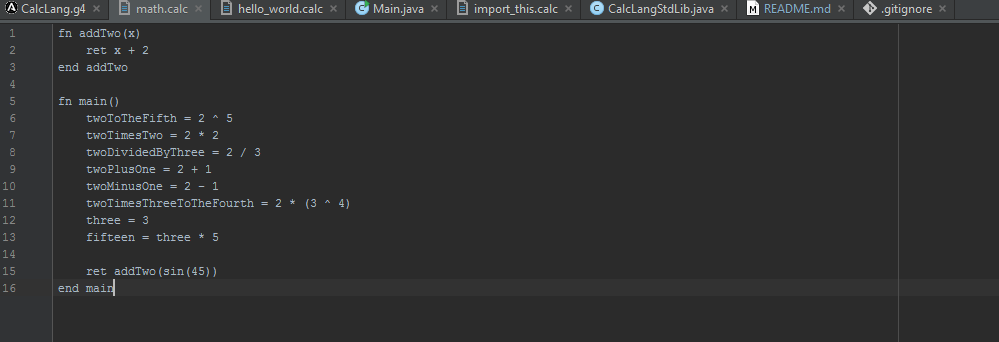 CalcLang.g4 × math.calc × hello_world.calc × Main.java × import_this.calc × CalcLangStdLib.java × README.md × .gitignore ×
1 fn addTwo(x)
2 ret x + 2
3 end addTwo
4
5 fn main()
6 twoToTheFifth = 2 ^ 5
7 twoTimesTwo = 2 * 2
8 twoDividedByThree = 2 / 3
9 twoPlusOne = 2 + 1
10 twoMinusOne = 2 - 1
11 twoTimesThreeToTheFourth = 2 * (3 ^ 4)
12 three = 3
13 fifteen = three * 5
14
15 ret addTwo(sin(45))
16 end main